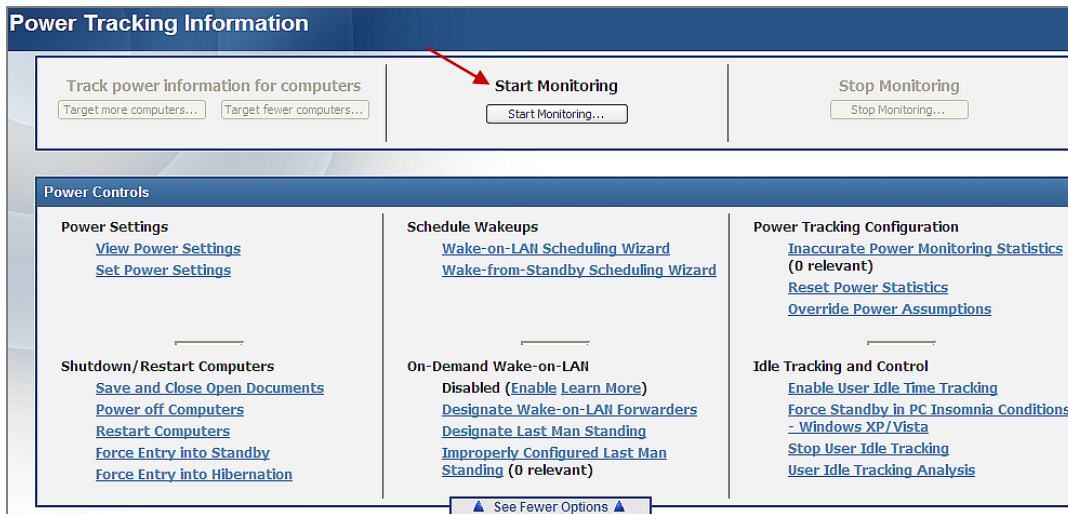 Power Tracking Information
Track power information for computers
Target more computers... Target fewer computers...
Start Monitoring
Start Monitoring...
Stop Monitoring
Stop Monitoring...
Power Controls
Power Settings
View Power Settings
Set Power Settings
Schedule Wakeups
Wake-on-LAN Scheduling Wizard
Wake-from-Standby Scheduling Wizard
Power Tracking Configuration
Inaccurate Power Monitoring Statistics
(0 relevant)
Reset Power Statistics
Override Power Assumptions
Shutdown/Restart Computers
Save and Close Open Documents
Power off Computers
Restart Computers
Force Entry into Standby
Force Entry into Hibernation
On-Demand Wake-on-LAN
Disabled (Enable Learn More)
Designate Wake-on-LAN Forwarders
Designate Last Man Standing
Improperly Configured Last Man
Standing (0 relevant)
Idle Tracking and Control
Enable User Idle Time Tracking
Force Standby in PC Insomnia Conditions
- Windows XP/Vista
Stop User Idle Tracking
User Idle Tracking Analysis
See Fewer Options